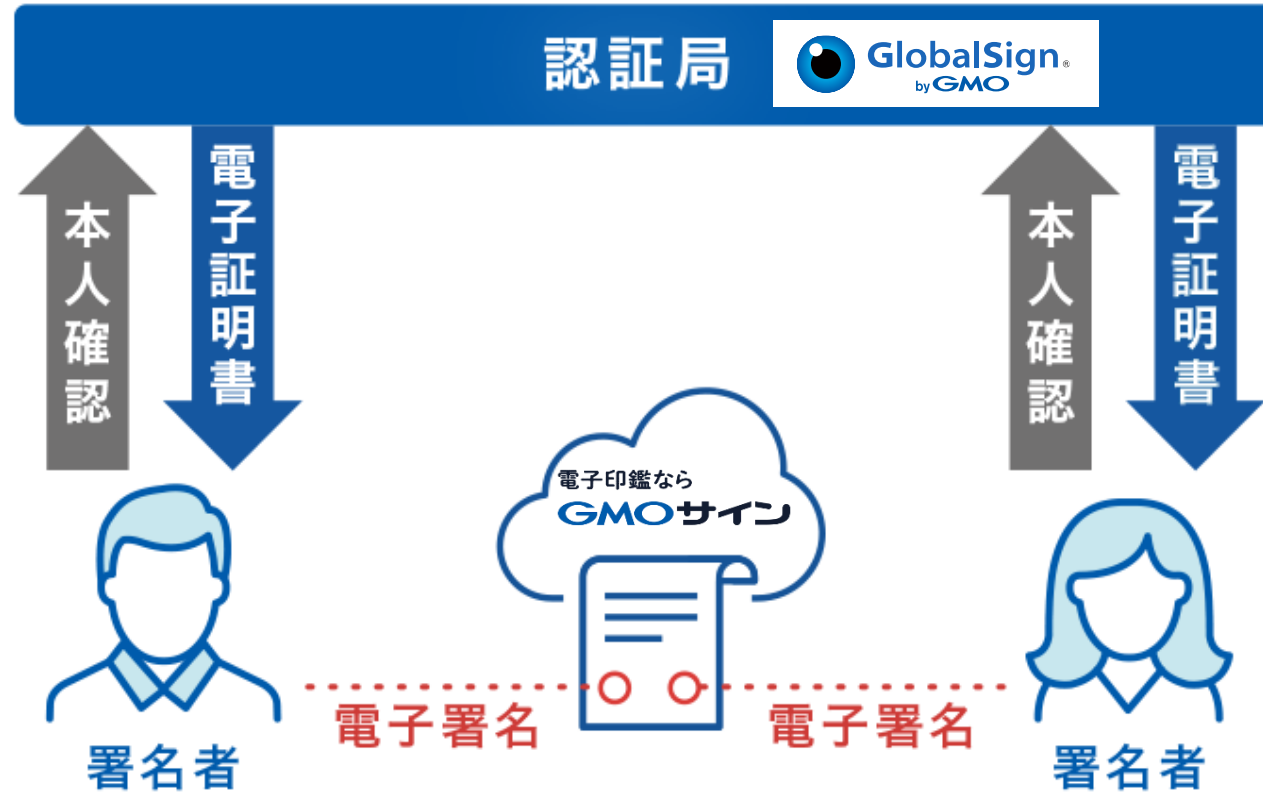 認証局
GlobalSign®
by GMO
本人確認
電子証明書
本人確認
電子証明書
電子印鑑なら
GMOサイン
電子署名
電子署名
署名者
署名者